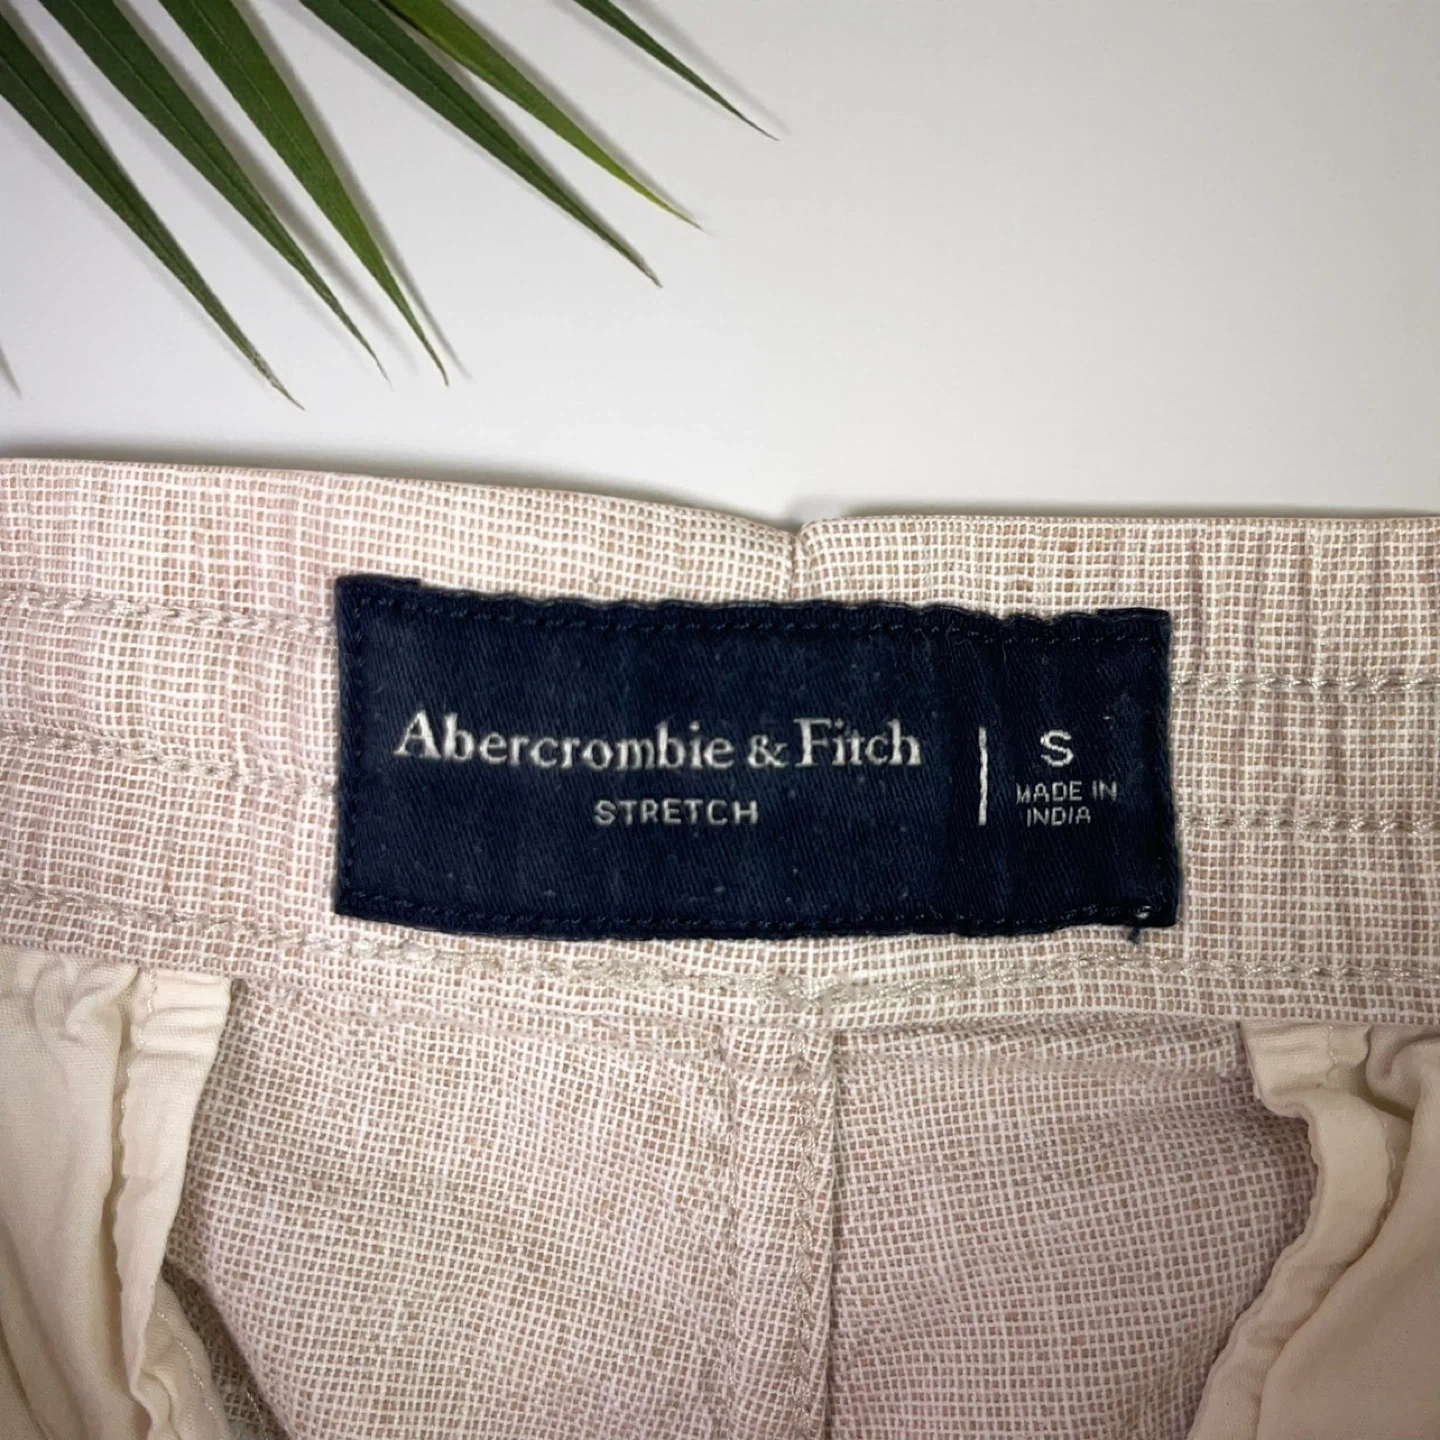 Abercrombie & Fitch
STRETCH
S
MADE IN
INDIA